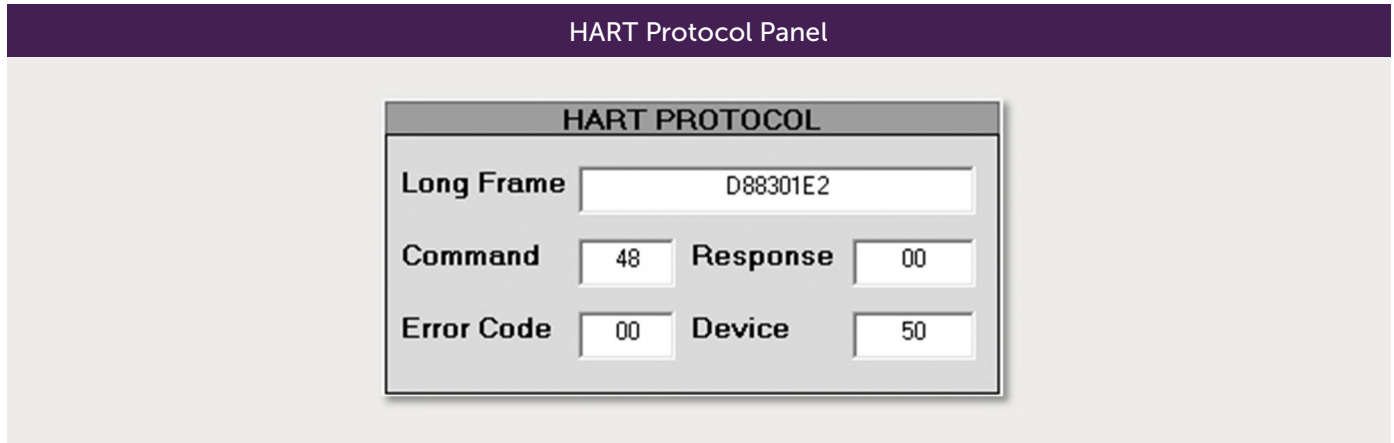 HART Protocol Panel
HART PROTOCOL
Long Frame D88301E2
Command 48 Response 00
Error Code 00 Device 50